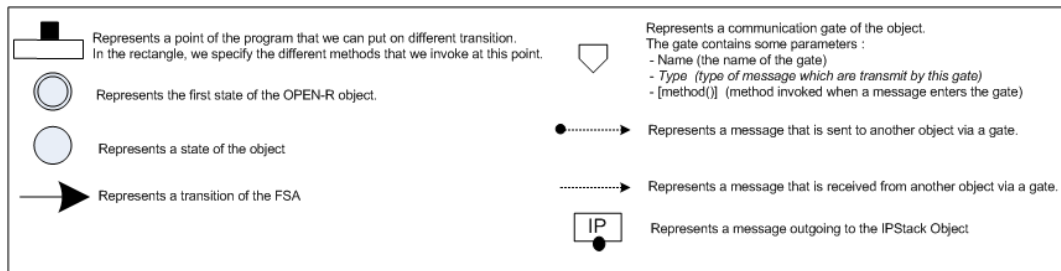 Represents a point of the program that we can put on different transition.
In the rectangle, we specify the different methods that we invoke at this point.
Represents the first state of the OPEN-R object.
Represents a state of the object
Represents a transition of the FSA
Represents a communication gate of the object.
The gate contains some parameters :
- Name (the name of the gate)
- Type (type of message which are transmit by this gate)
- [method()] (method invoked when a message enters the gate)
Represents a message that is sent to another object via a gate.
Represents a message that is received from another object via a gate.
IP
Represents a message outgoing to the IPStack Object